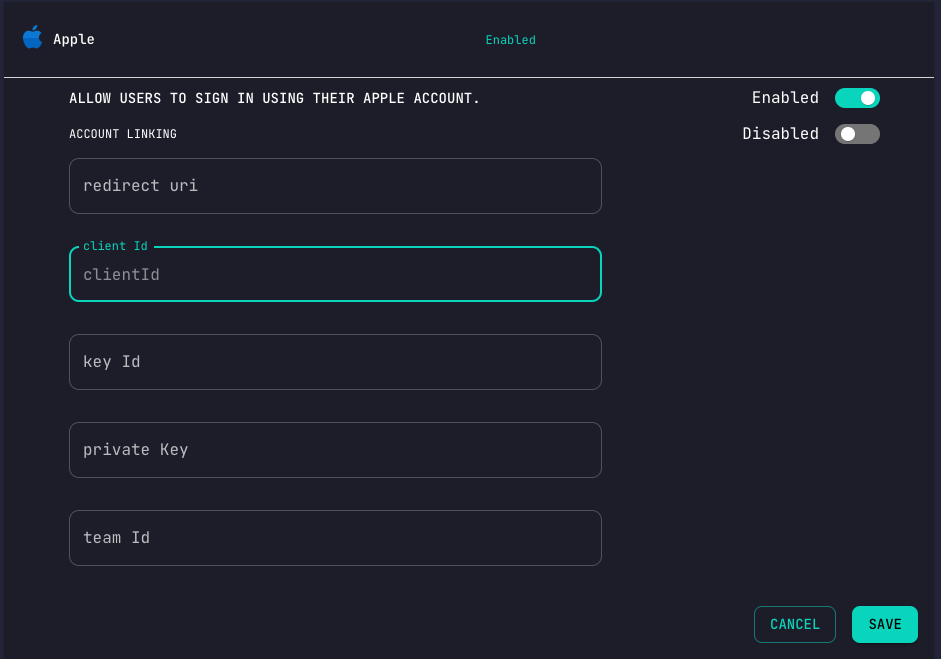 Apple
Enabled
ALLOW USERS TO SIGN IN USING THEIR APPLE ACCOUNT.
Enabled
ACCOUNT LINKING
Disabled
redirect uri
client Id
clientId
key Id
private Key
team Id
CANCEL
SAVE